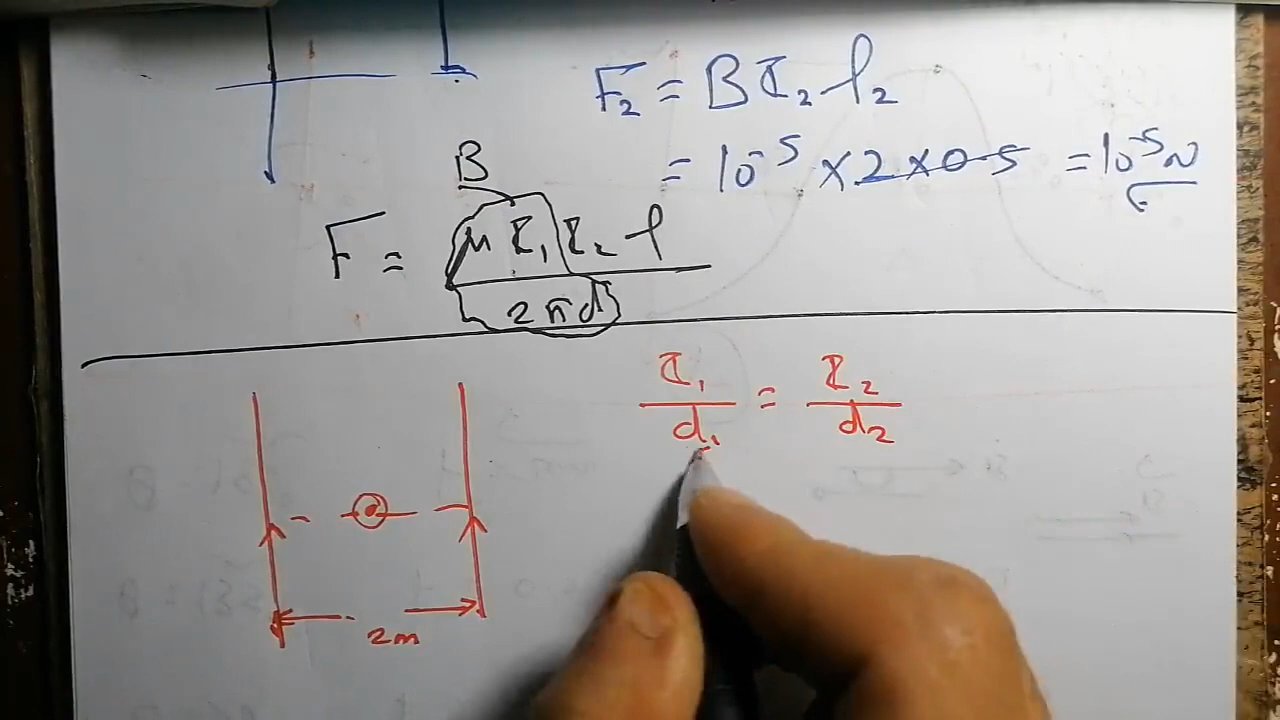 F₂ = B I₂ l₂
= 10⁻⁵ × 2 × 0.5 = 10⁻⁵ N
B
F = μ I₁ I₂ l / 2πd
I₁ / d₁ = I₂ / d₂
2m